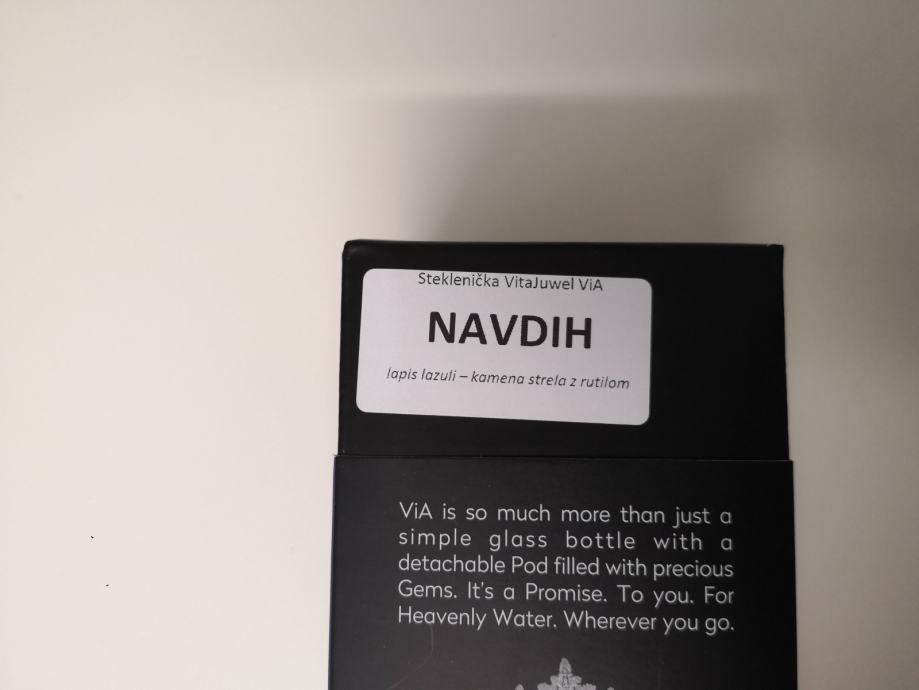 Steklenička VitaJuwel ViA
NAVDIH
lapis lazuli – kamena strela z rutilom
ViA is so much more than just a
simple glass bottle with a
detachable Pod filled with precious
Gems. It's a Promise. To you. For
Heavenly Water. Wherever you go.